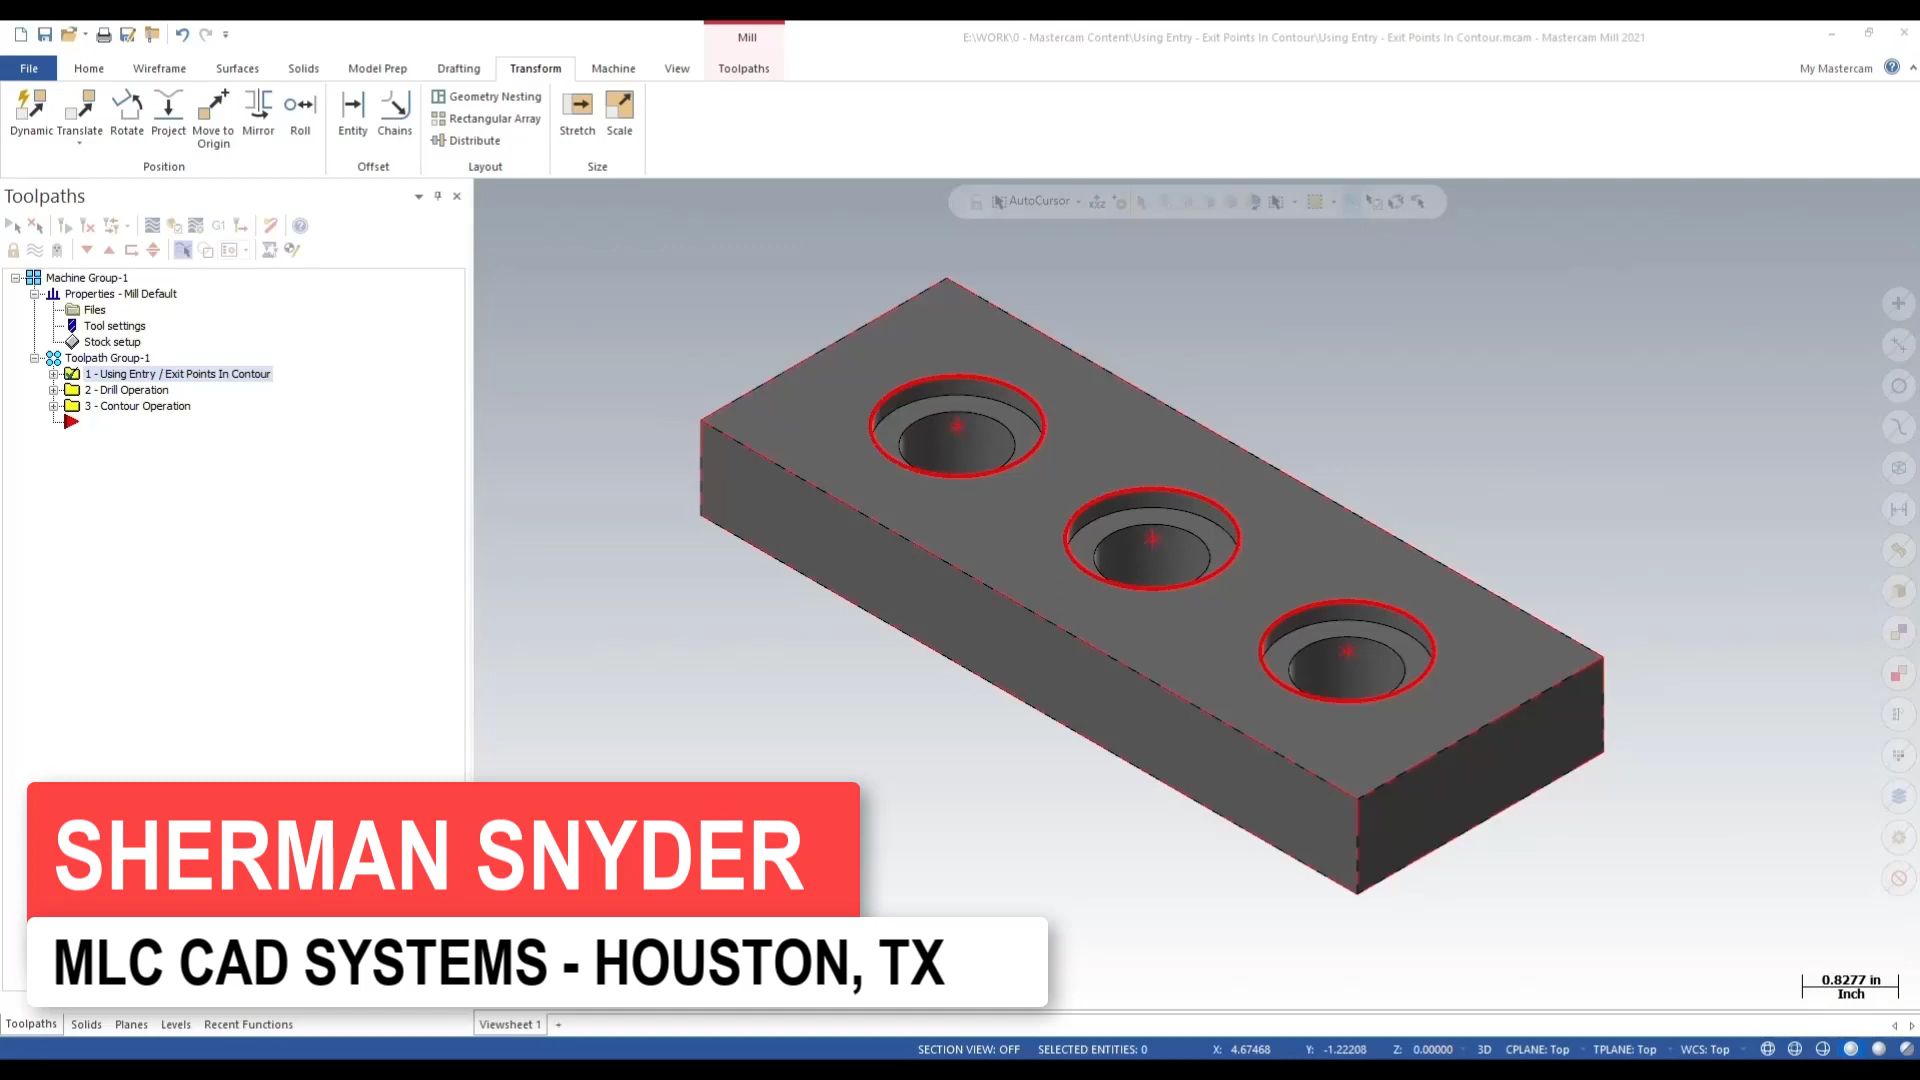 Mill
E:\WORK\0 - Mastercam Content\Using Entry - Exit Points In Contour\Using Entry - Exit Points In Contour.mcam - Mastercam Mill 2021
File
Home
Wireframe
Surfaces
Solids
Model Prep
Drafting
Transform
Machine
View
Toolpaths
My Mastercam
Dynamic
Translate
Rotate
Project
Move to
Origin
Mirror
Roll
Entity
Chains
Geometry Nesting
Rectangular Array
Distribute
Stretch
Scale
Position
Offset
Layout
Size
Toolpaths
AutoCursor
G1
Machine Group-1
Properties - Mill Default
Files
Tool settings
Stock setup
Toolpath Group-1
1 - Using Entry / Exit Points In Contour
2 - Drill Operation
3 - Contour Operation
SHERMAN SNYDER
MLC CAD SYSTEMS - HOUSTON, TX
0.8277 in
Inch
Toolpaths
Solids
Planes
Levels
Recent Functions
Viewsheet 1
SECTION VIEW: OFF
SELECTED ENTITIES: 0
X: 4.67468
Y: -1.22208
Z: 0.00000
3D
CPLANE: Top
TPLANE: Top
WCS: Top